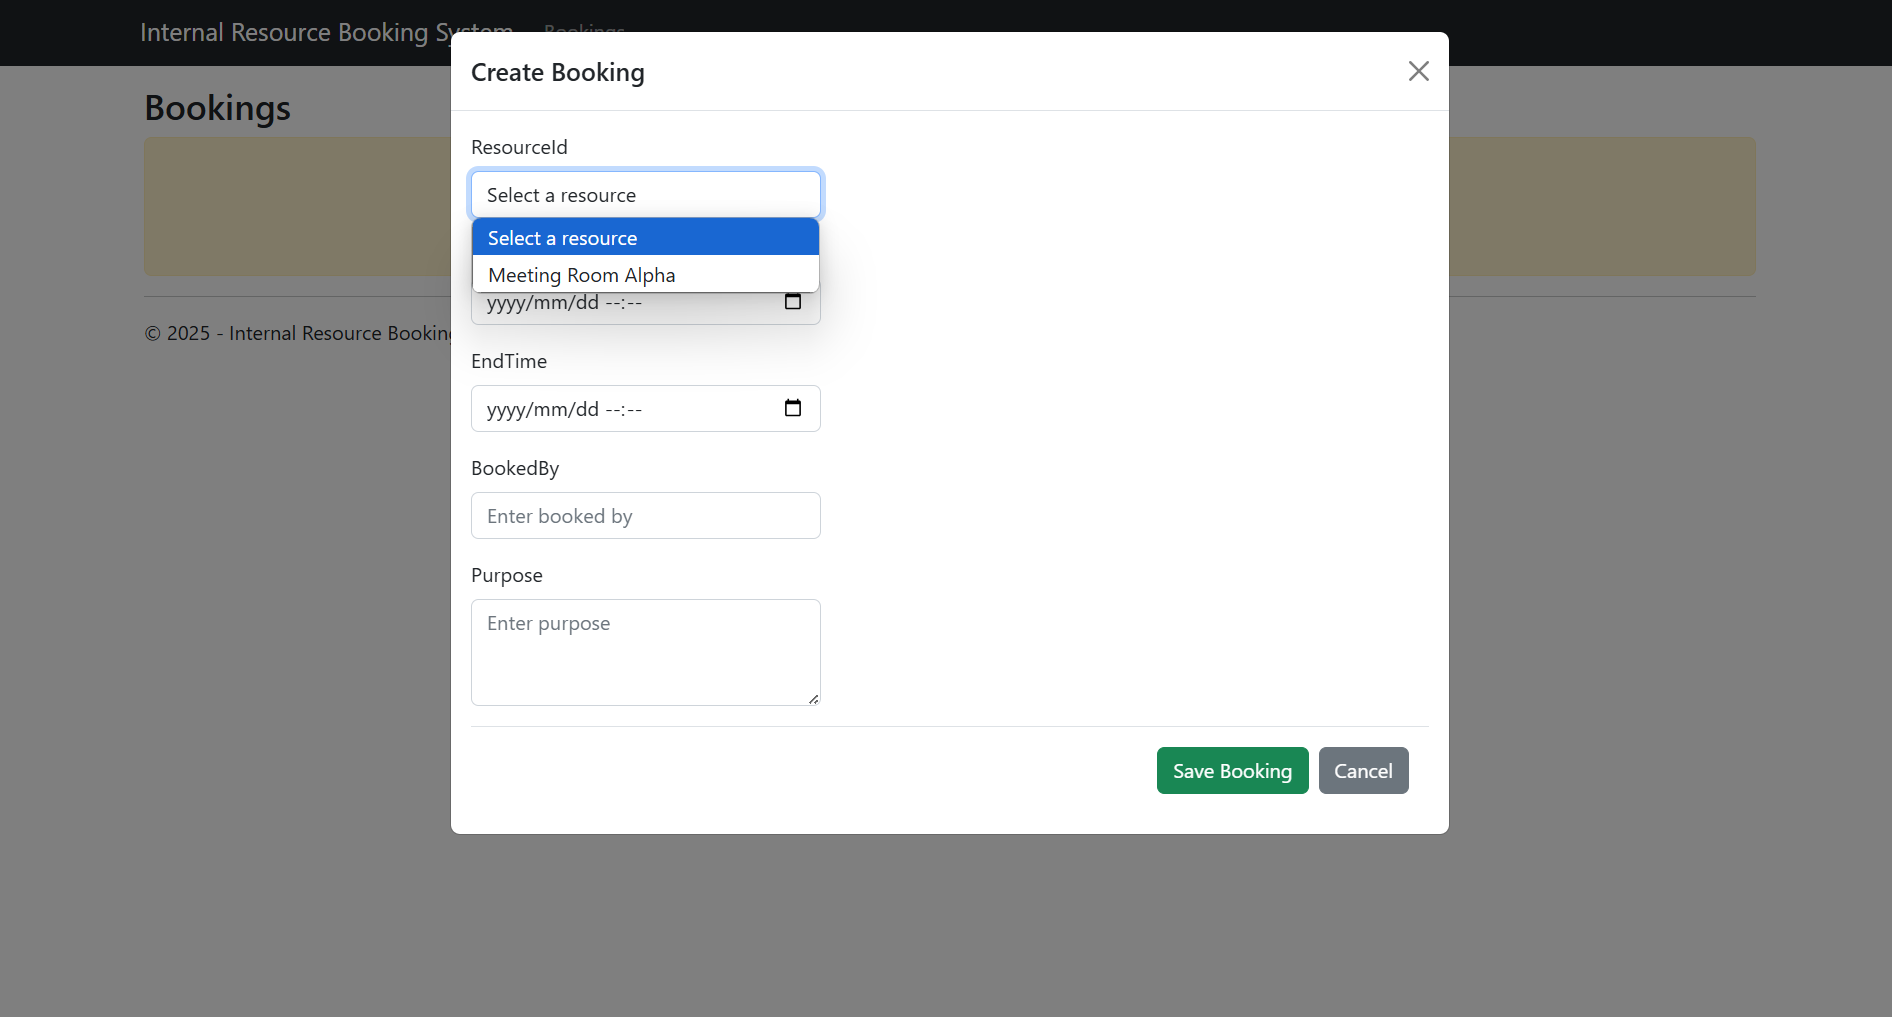 Internal Resource Booking System Bookings
Create Booking
Bookings
ResourceId
Select a resource
Select a resource
Meeting Room Alpha
yyyy/mm/dd --:--
© 2025 - Internal Resource Booking
EndTime
yyyy/mm/dd --:--
BookedBy
Enter booked by
Purpose
Enter purpose
Save Booking Cancel